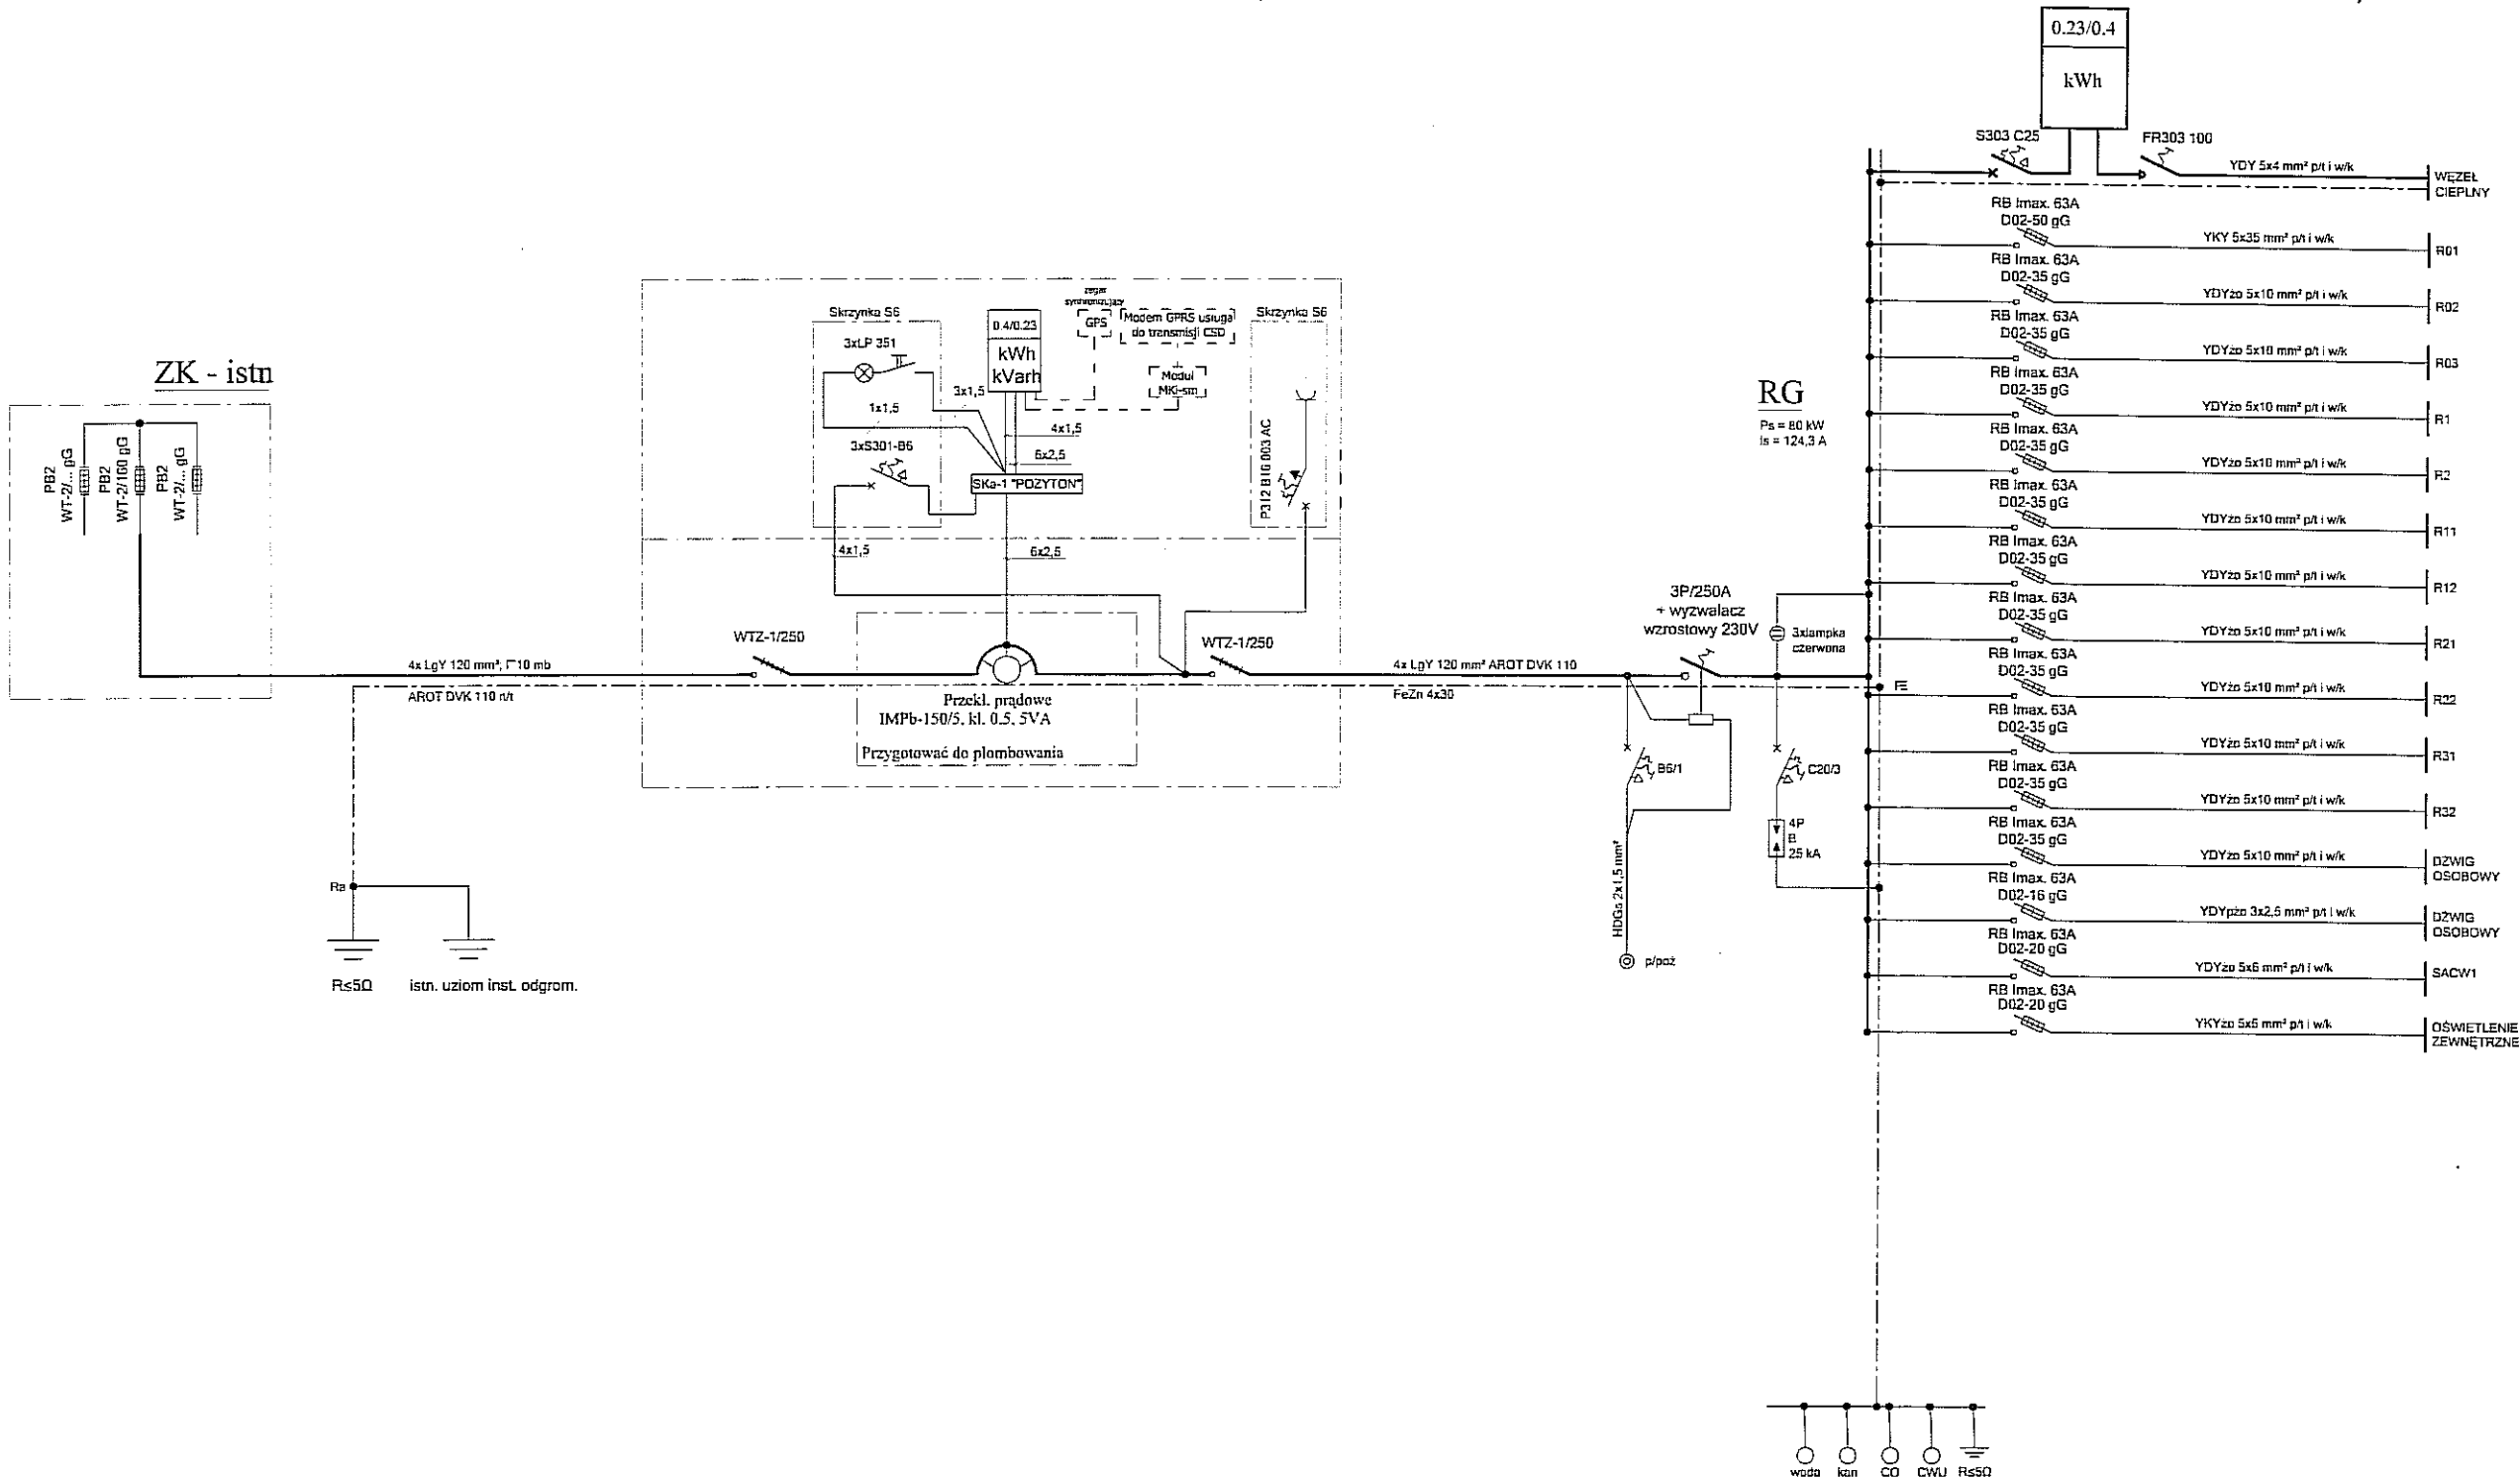 ZK - istn
PB2
WT-2/... gG
PB2
WT-2/160 gG
PB2
WT-2/... gG
4x LgY 120 mm²;
10 mb
AROT DVK 110 n/t
Ra
R≤5Ω
istn. uziom inst. odgrom.
Skrzynka S6
3xLP 351
1x1,5
3xS301-B6
4x1,5
0.4/0.23
kWh
kVarh
3x1,5
4x1,5
6x2,5
SKa-1 "POZYTON"
6x2,5
zegar
synchronizujący
GPS
Modem GPRS usługa
do transmisji CSD
Moduł
MKi-sm
Skrzynka S6
P312 B16 003 AC
WTZ-1/250
WTZ-1/250
Przekł. prądowe
IMPb-150/5, kl. 0.5, 5VA
Przygotować do plombowania
4x LgY 120 mm² AROT DVK 110
FeZn 4x30
3P/250A
+ wyzwalacz
wzrostowy 230V
3xlampka
czerwona
B6/1
C20/3
4P
B
25 kA
HDGs 2x1,5 mm²
p/poż
RG
Ps = 80 kW
Is = 124,3 A
0.23/0.4
kWh
S303 C25
FR303 100
YDY 5x4 mm² p/t i w/k
WĘZEŁ
CIEPLNY
RB Imax. 63A
D02-50 gG
YKY 5x35 mm² p/t i w/k
R01
RB Imax. 63A
D02-35 gG
YDYżo 5x10 mm² p/t i w/k
R02
RB Imax. 63A
D02-35 gG
YDYżo 5x10 mm² p/t i w/k
R03
RB Imax. 63A
D02-35 gG
YDYżo 5x10 mm² p/t i w/k
R1
RB Imax. 63A
D02-35 gG
YDYżo 5x10 mm² p/t i w/k
R2
RB Imax. 63A
D02-35 gG
YDYżo 5x10 mm² p/t i w/k
R11
RB Imax. 63A
D02-35 gG
YDYżo 5x10 mm² p/t i w/k
R12
RB Imax. 63A
D02-35 gG
YDYżo 5x10 mm² p/t i w/k
R21
RB Imax. 63A
D02-35 gG
YDYżo 5x10 mm² p/t i w/k
R22
RB Imax. 63A
D02-35 gG
YDYżo 5x10 mm² p/t i w/k
R31
RB Imax. 63A
D02-35 gG
YDYżo 5x10 mm² p/t i w/k
R32
RB Imax. 63A
D02-35 gG
YDYżo 5x10 mm² p/t i w/k
DŹWIG
OSOBOWY
RB Imax. 63A
D02-16 gG
YDYpżo 3x2,5 mm² p/t i w/k
DŹWIG
OSOBOWY
RB Imax. 63A
D02-20 gG
YDYżo 5x6 mm² p/t i w/k
SACW1
RB Imax. 63A
D02-20 gG
YKYżo 5x6 mm² p/t i w/k
OŚWIETLENIE
ZEWNĘTRZNE
woda
kan
CO
CWU
R≤5Ω